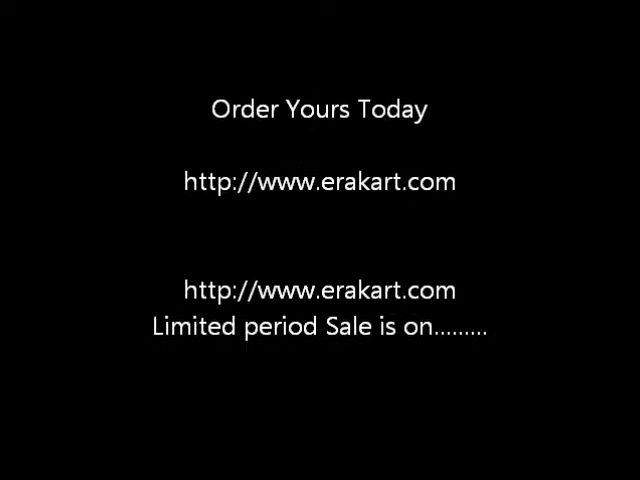 Order Yours Today
http://www.erakart.com
http://www.erakart.com
Limited period Sale is on.........